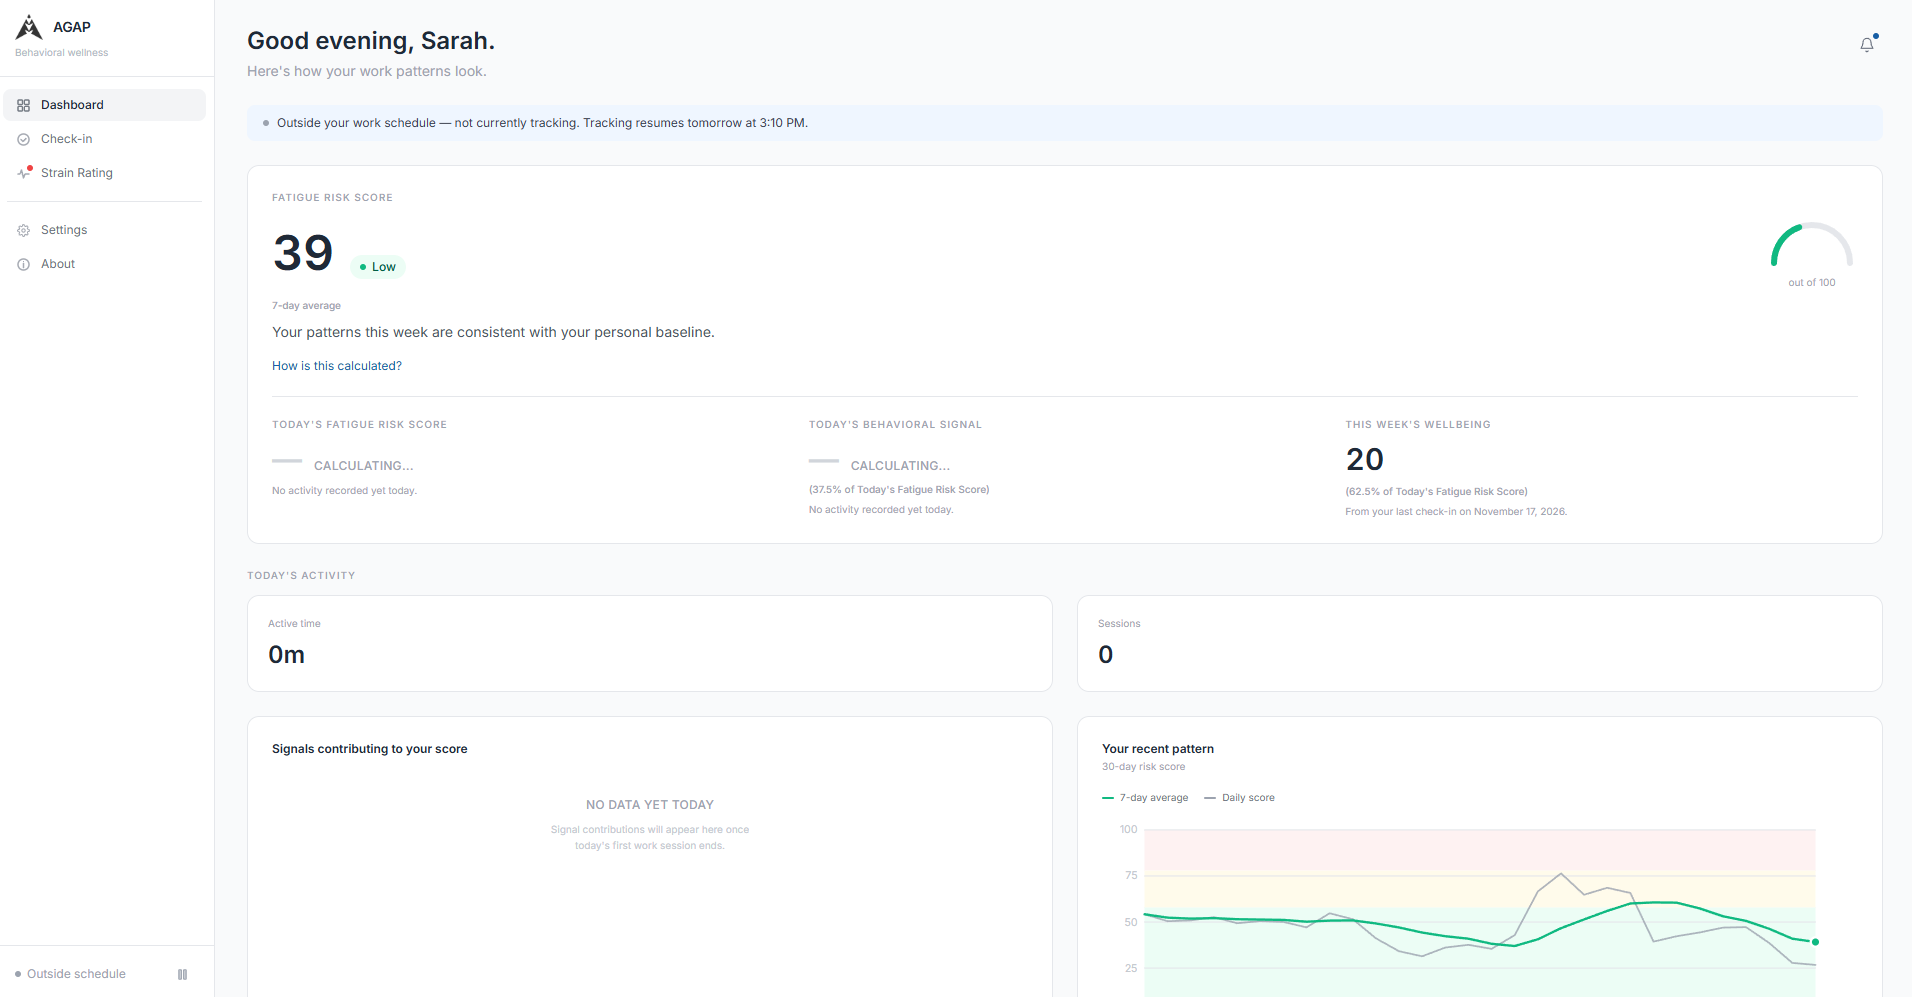 AGAP
Behavioral wellness
Dashboard
Check-in
Strain Rating
Settings
About
Outside schedule
Good evening, Sarah.
Here's how your work patterns look.
Outside your work schedule — not currently tracking. Tracking resumes tomorrow at 3:10 PM.
FATIGUE RISK SCORE
39
Low
out of 100
7-day average
Your patterns this week are consistent with your personal baseline.
How is this calculated?
TODAY'S FATIGUE RISK SCORE
CALCULATING...
No activity recorded yet today.
TODAY'S BEHAVIORAL SIGNAL
CALCULATING...
(37.5% of Today's Fatigue Risk Score)
No activity recorded yet today.
THIS WEEK'S WELLBEING
20
(62.5% of Today's Fatigue Risk Score)
From your last check-in on November 17, 2026.
TODAY'S ACTIVITY
Active time
0m
Sessions
0
Signals contributing to your score
NO DATA YET TODAY
Signal contributions will appear here once
today's first work session ends.
Your recent pattern
30-day risk score
7-day average
Daily score
100
75
50
25